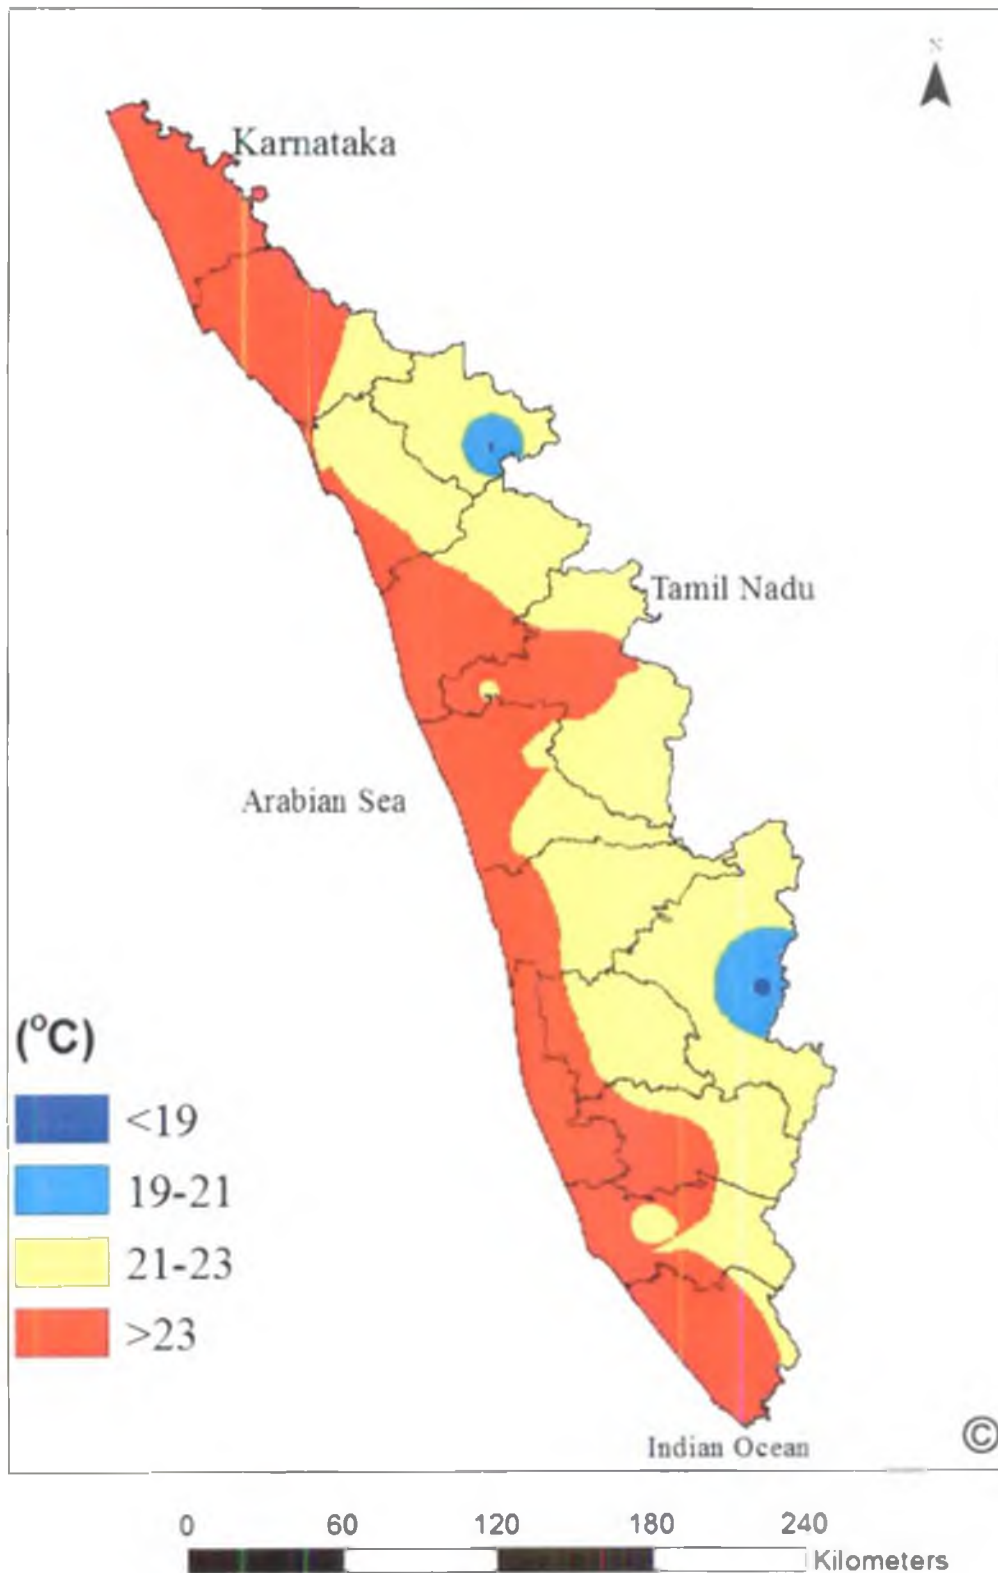 N
Karnataka
Tamil Nadu
Arabian Sea
(°C)
<19
19-21
21-23
>23
Indian Ocean
©
0 60 120 180 240
Kilometers